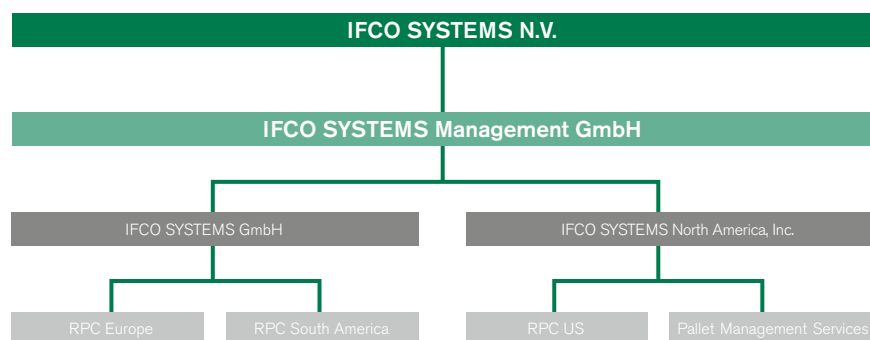 IFCO SYSTEMS N.V.
IFCO SYSTEMS Management GmbH
IFCO SYSTEMS GmbH
IFCO SYSTEMS North America, Inc.
RPC Europe
RPC South America
RPC US
Pallet Management Services